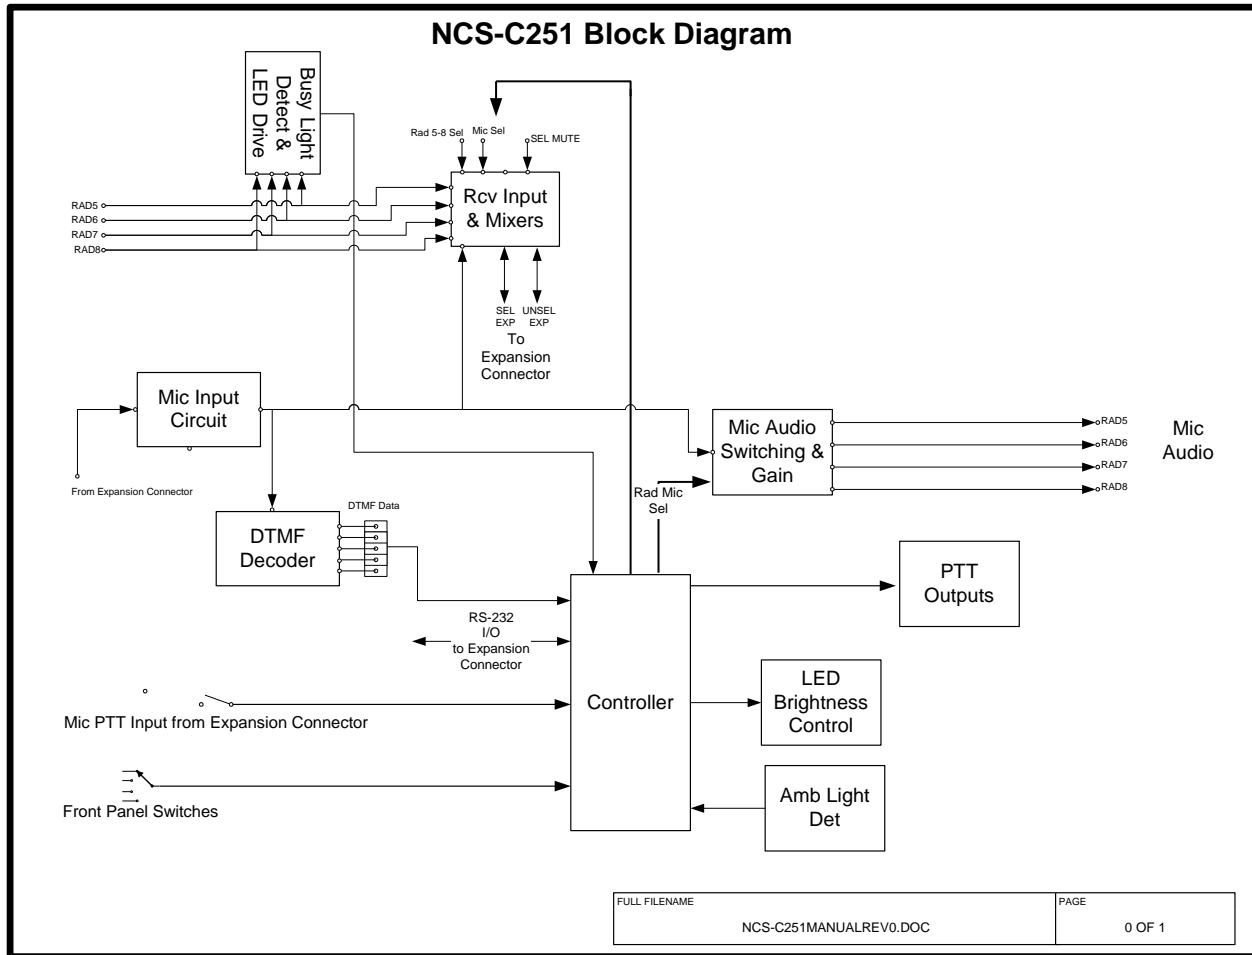 NCS-C251 Block Diagram
Busy Light
Detect &
LED Drive
Rad 5-8 Sel
Mic Sel
SEL MUTE
Rcv Input
& Mixers
RAD5
RAD6
RAD7
RAD8
SEL
EXP
UNSEL
EXP
To
Expansion
Connector
Mic Input
Circuit
From Expansion Connector
Mic Audio
Switching &
Gain
RAD5
RAD6
RAD7
RAD8
Mic
Audio
Rad Mic
Sel
DTMF Data
DTMF
Decoder
PTT
Outputs
RS-232
I/O
to Expansion
Connector
Controller
LED
Brightness
Control
Mic PTT Input from Expansion Connector
Amb Light
Det
Front Panel Switches
FULL FILENAME
NCS-C251MANUALREV0.DOC
PAGE
0 OF 1